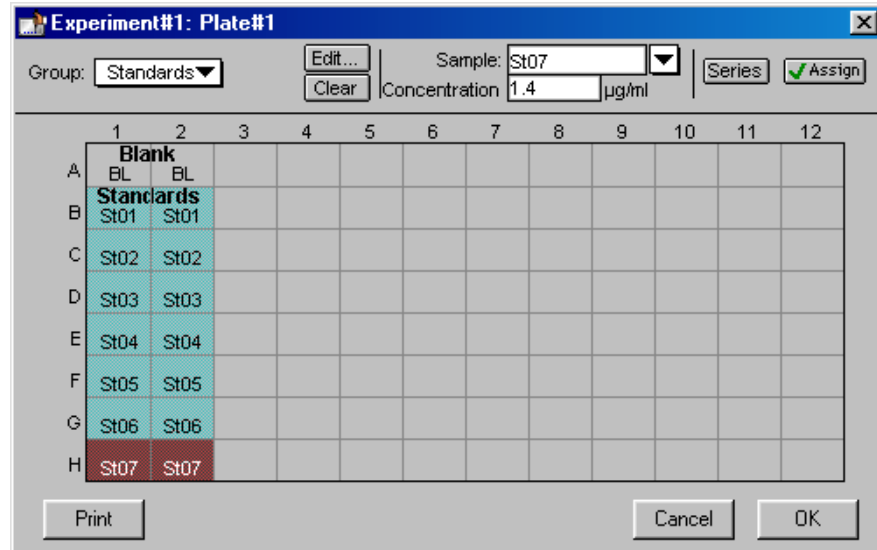 Experiment#1: Plate#1
Group: Standards Edit... Sample: St07 Series Assign
Clear Concentration 1.4 µg/ml
1 2 3 4 5 6 7 8 9 10 11 12
Blank
A BL BL
Standards
B St01 St01
C St02 St02
D St03 St03
E St04 St04
F St05 St05
G St06 St06
H St07 St07
Print Cancel OK